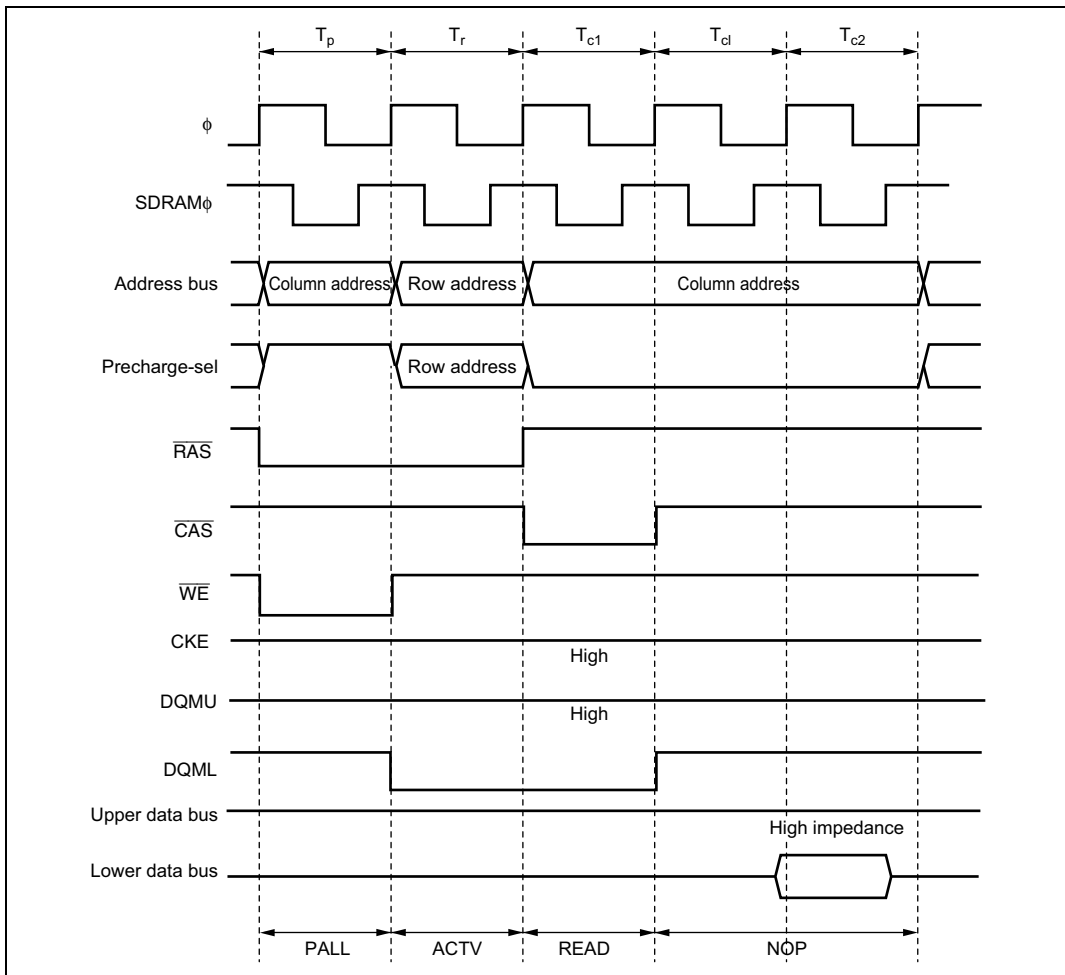 Tp Tr Tc1 Tcl Tc2
ϕ
SDRAMϕ
Address bus Column address Row address Column address
Precharge-sel Row address
RAS
CAS
WE
CKE
High
DQMU
High
DQML
Upper data bus
High impedance
Lower data bus
PALL ACTV READ NOP